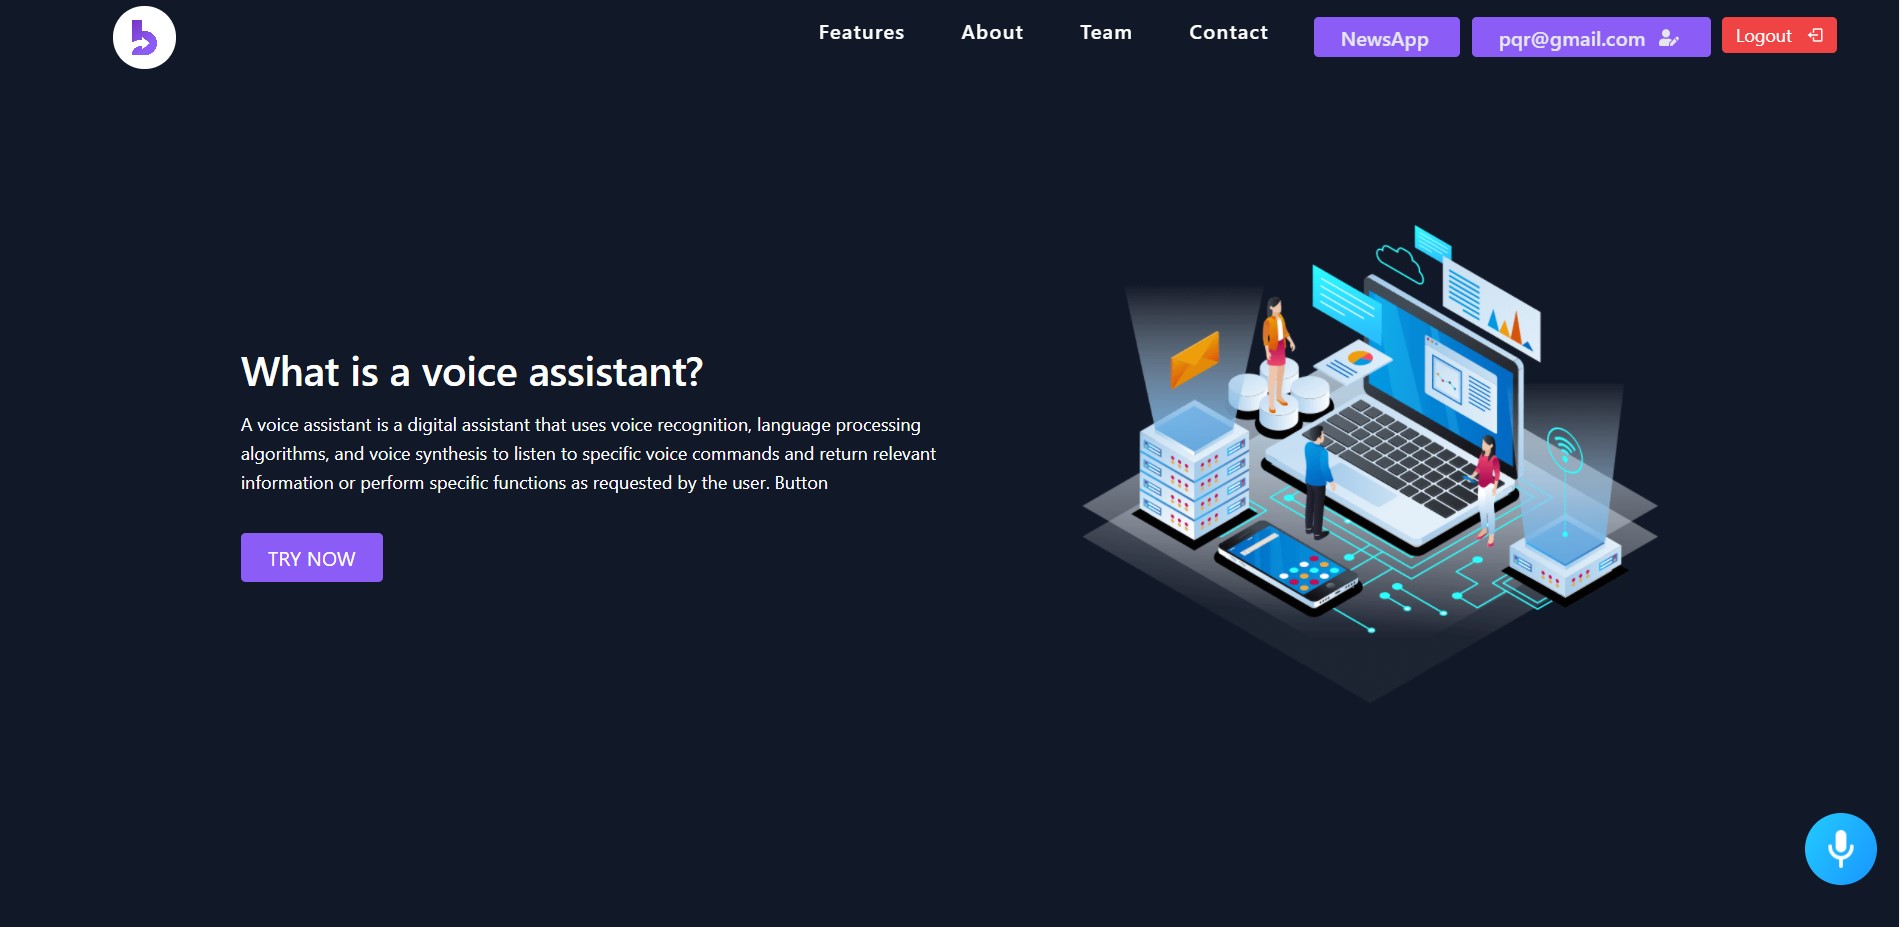 Features About Team Contact NewsApp pqr@gmail.com Logout
What is a voice assistant?
A voice assistant is a digital assistant that uses voice recognition, language processing
algorithms, and voice synthesis to listen to specific voice commands and return relevant
information or perform specific functions as requested by the user. Button
TRY NOW